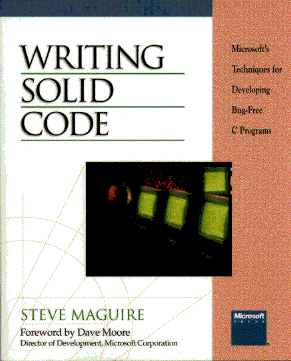 WRITING
SOLID
CODE
Microsoft's
Techniques for
Developing
Bug-Free
C Programs
STEVE MAGUIRE
Foreword by Dave Moore
Director of Development, Microsoft Corporation
Microsoft
PRESS